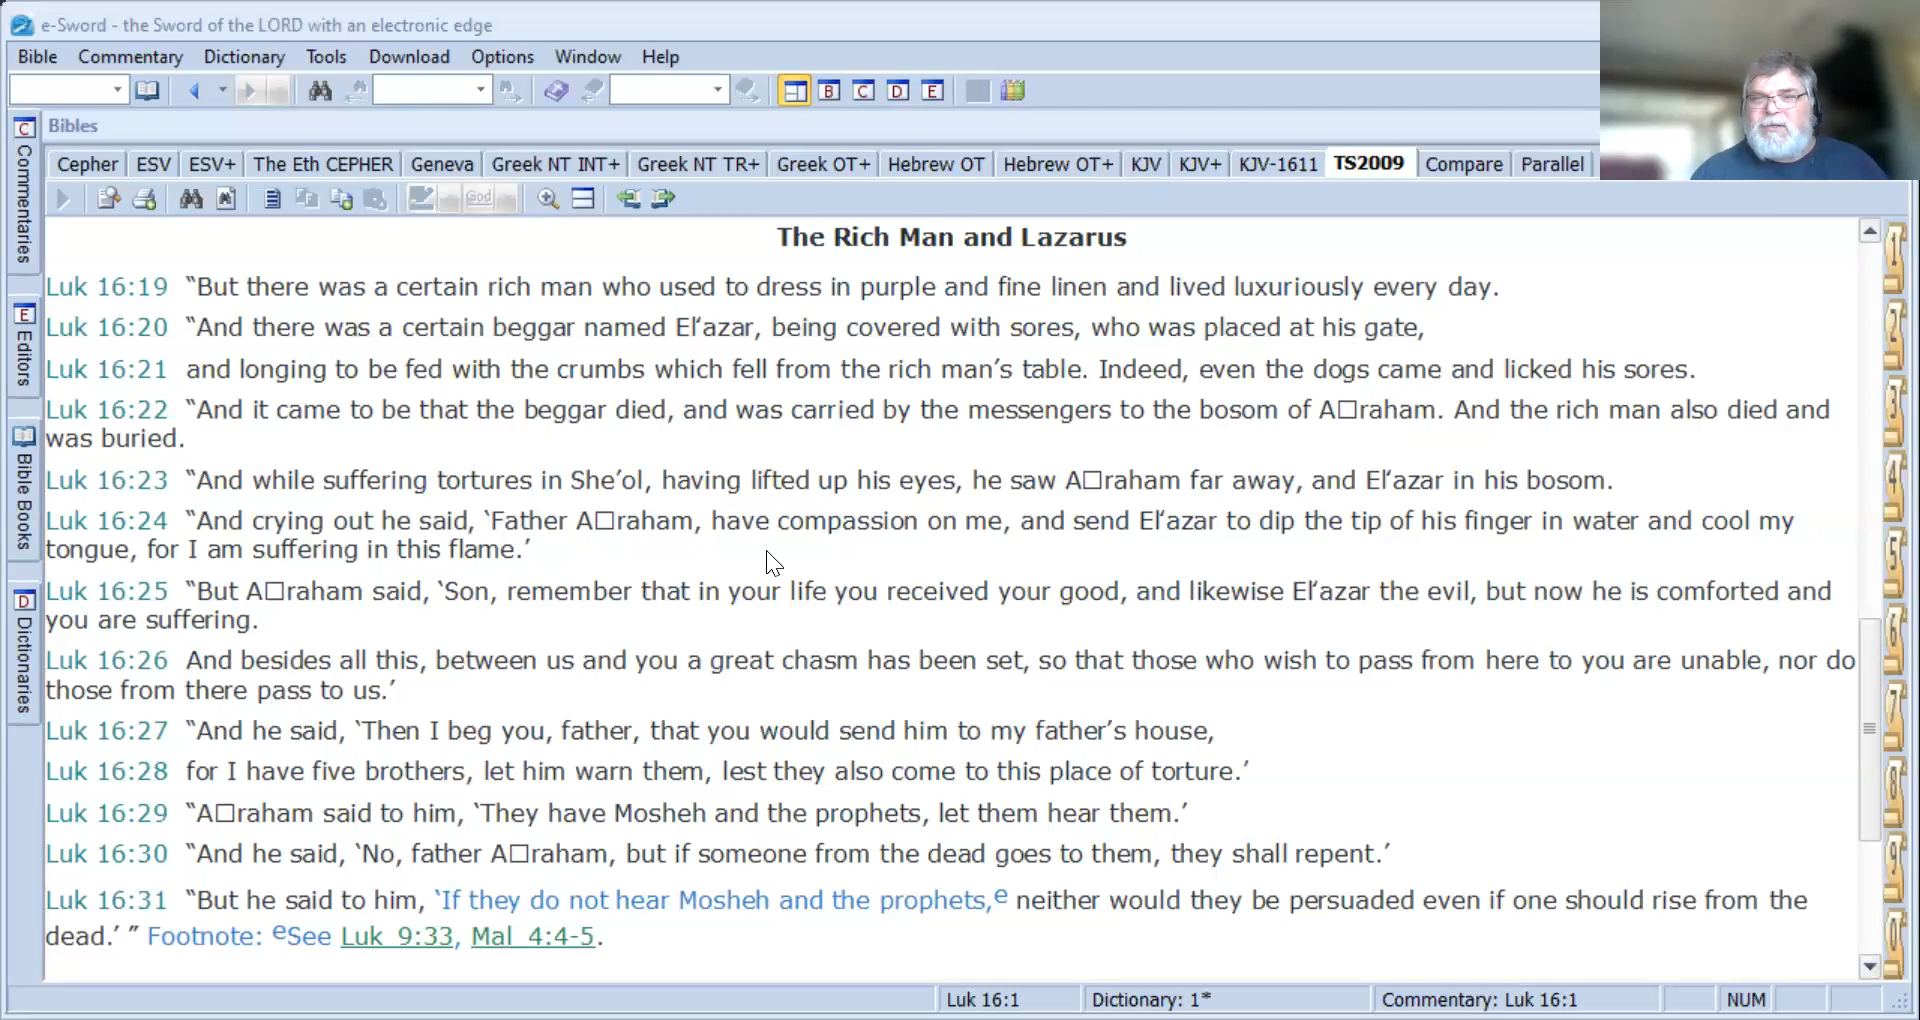 e-Sword - the Sword of the LORD with an electronic edge
Bible Commentary Dictionary Tools Download Options Window Help
B C D E
Bibles
Cepher ESV ESV+ The Eth CEPHER Geneva Greek NT INT+ Greek NT TR+ Greek OT+ Hebrew OT Hebrew OT+ KJV KJV+ KJV-1611 TS2009 Compare Parallel
God
C Commentaries
E Editors
Bible Books
D Dictionaries
The Rich Man and Lazarus
Luk 16:19 “But there was a certain rich man who used to dress in purple and fine linen and lived luxuriously every day.
Luk 16:20 “And there was a certain beggar named Elʽazar, being covered with sores, who was placed at his gate,
Luk 16:21 and longing to be fed with the crumbs which fell from the rich man’s table. Indeed, even the dogs came and licked his sores.
Luk 16:22 “And it came to be that the beggar died, and was carried by the messengers to the bosom of A□raham. And the rich man also died and
was buried.
Luk 16:23 “And while suffering tortures in She’ol, having lifted up his eyes, he saw A□raham far away, and Elʽazar in his bosom.
Luk 16:24 “And crying out he said, ‘Father A□raham, have compassion on me, and send Elʽazar to dip the tip of his finger in water and cool my
tongue, for I am suffering in this flame.’
Luk 16:25 “But A□raham said, ‘Son, remember that in your life you received your good, and likewise Elʽazar the evil, but now he is comforted and
you are suffering.
Luk 16:26 And besides all this, between us and you a great chasm has been set, so that those who wish to pass from here to you are unable, nor do
those from there pass to us.’
Luk 16:27 “And he said, ‘Then I beg you, father, that you would send him to my father’s house,
Luk 16:28 for I have five brothers, let him warn them, lest they also come to this place of torture.’
Luk 16:29 “A□raham said to him, ‘They have Mosheh and the prophets, let them hear them.’
Luk 16:30 “And he said, ‘No, father A□raham, but if someone from the dead goes to them, they shall repent.’
Luk 16:31 “But he said to him, ‘If they do not hear Mosheh and the prophets,e neither would they be persuaded even if one should rise from the
dead.’ ” Footnote: eSee Luk 9:33, Mal 4:4-5.
1
2
3
4
5
6
7
8
9
0
Luk 16:1 Dictionary: 1* Commentary: Luk 16:1 NUM